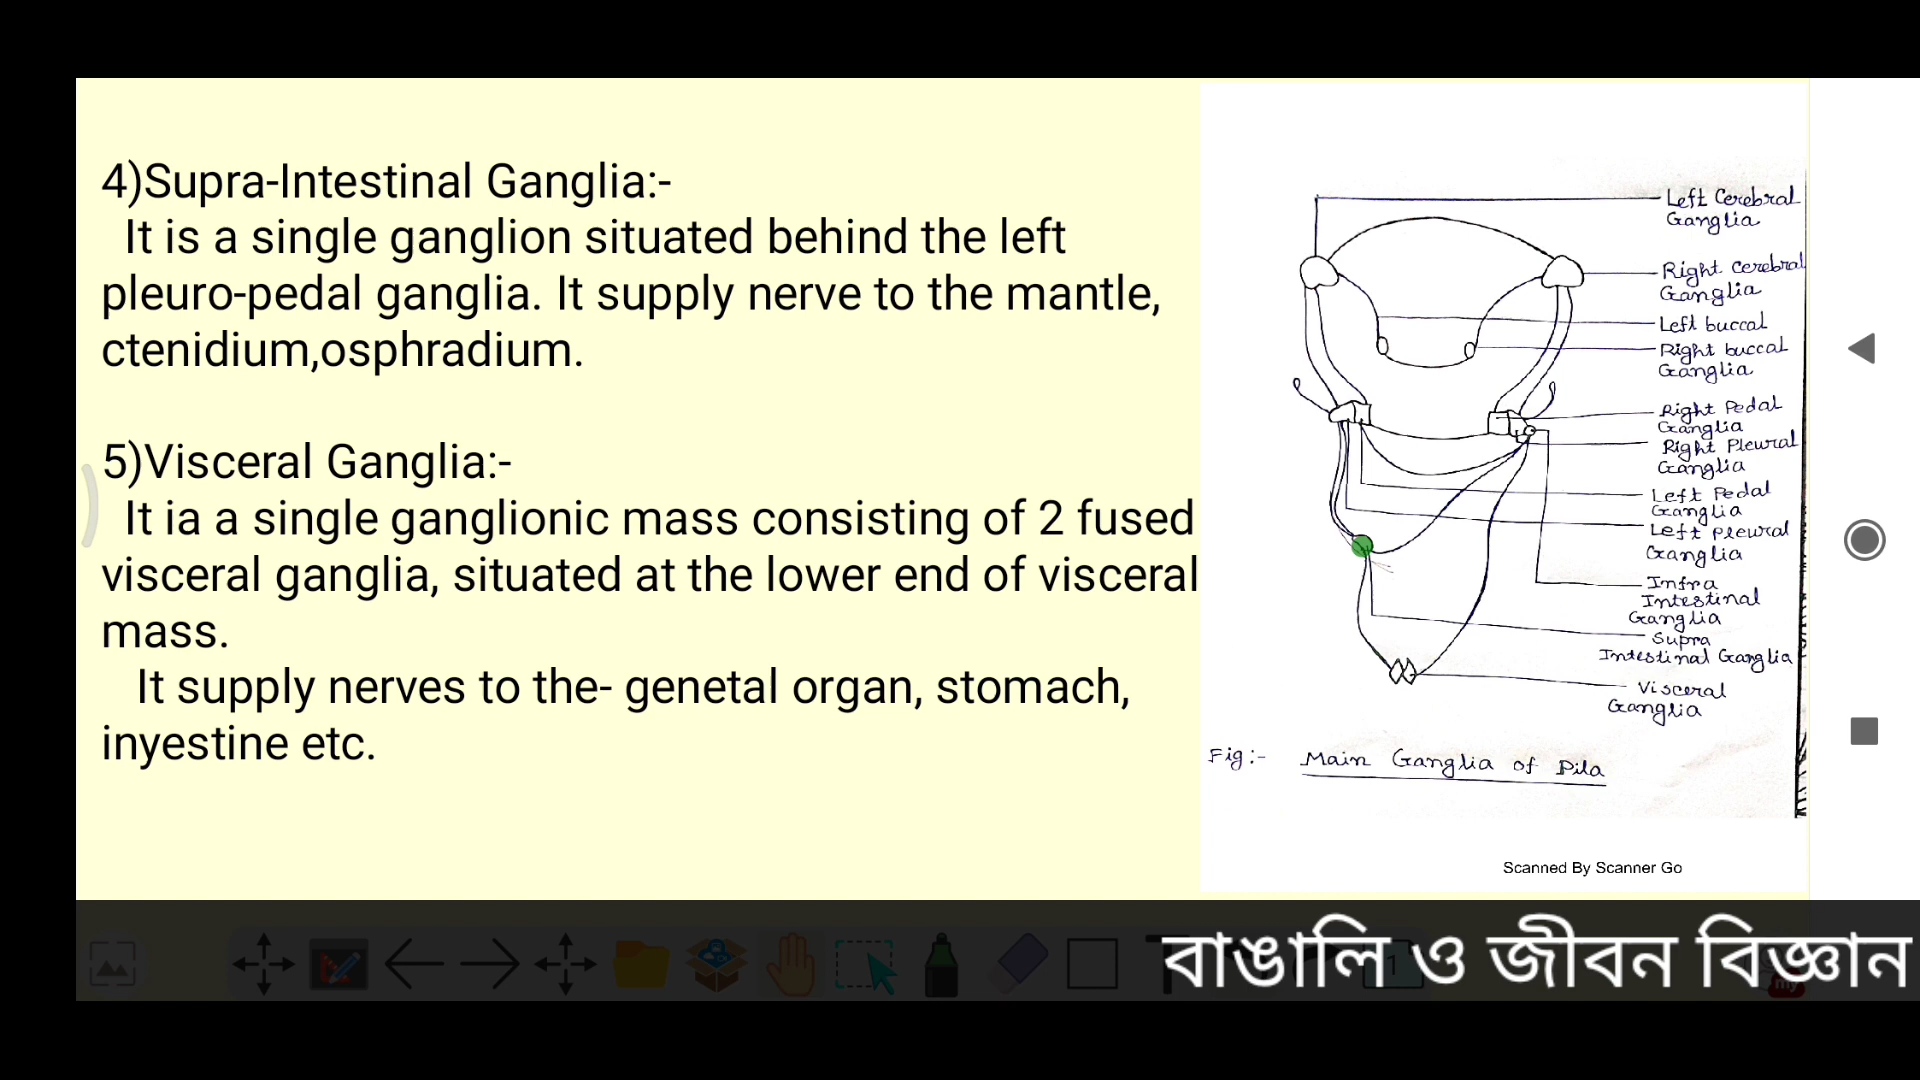 4)Supra-Intestinal Ganglia:-
It is a single ganglion situated behind the left
pleuro-pedal ganglia. It supply nerve to the mantle,
ctenidium,osphradium.
5)Visceral Ganglia:-
It ia a single ganglionic mass consisting of 2 fused
visceral ganglia, situated at the lower end of visceral
mass.
It supply nerves to the- genetal organ, stomach,
inyestine etc.
Left Cerebral
Ganglia
Right Cerebral
Ganglia
Left buccal
Right buccal
Ganglia
Right Pedal
Ganglia
Right Pleural
Ganglia
Left Pedal
Ganglia
Left Pleural
Ganglia
Infra
Intestinal
Ganglia
Supra
Intestinal Ganglia
Visceral
Ganglia
Fig:- Main Ganglia of Pila
Scanned By Scanner Go
বাঙালি ও জীবন বিজ্ঞান